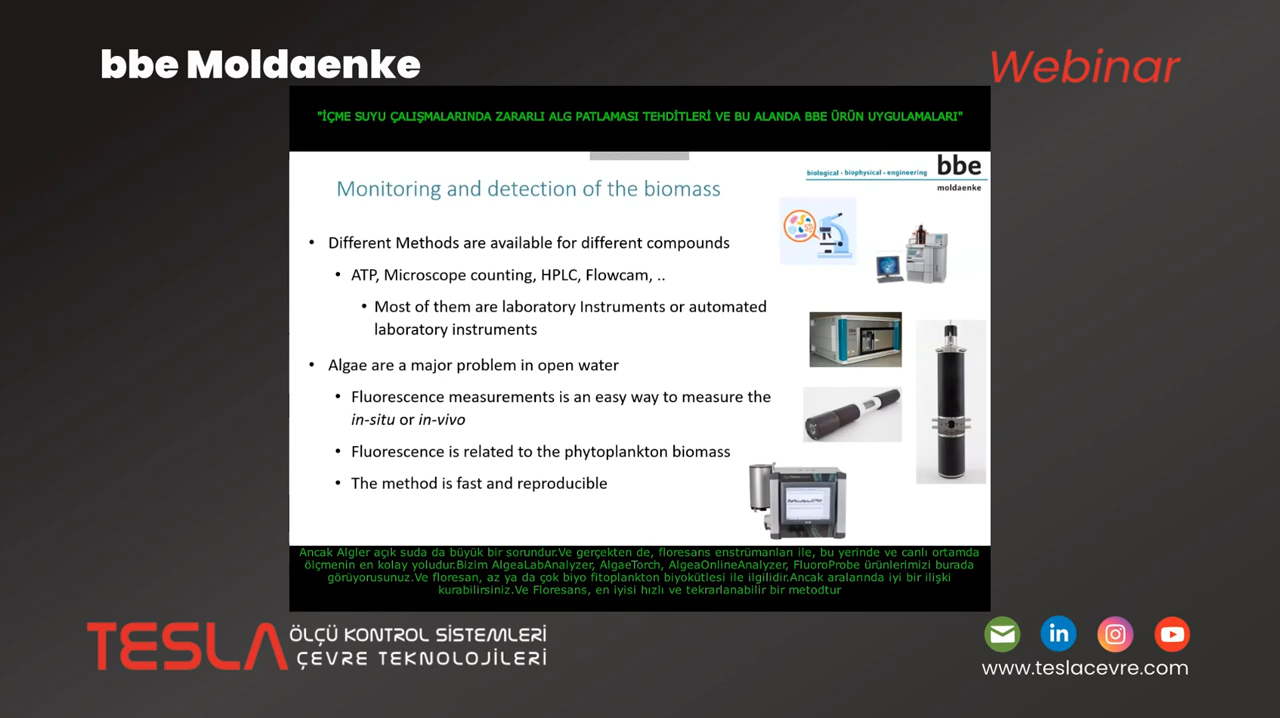 bbe Moldaenke
Webinar
"İÇME SUYU ÇALIŞMALARINDA ZARARLI ALG PATLAMASI TEHDİTLERİ VE BU ALANDA BBE ÜRÜN UYGULAMALARI"
biological - biophysical - engineering
bbe
moldaenke
Monitoring and detection of the biomass
• Different Methods are available for different compounds
• ATP, Microscope counting, HPLC, Flowcam, ..
• Most of them are laboratory Instruments or automated
laboratory instruments
• Algae are a major problem in open water
• Fluorescence measurements is an easy way to measure the
in-situ or in-vivo
• Fluorescence is related to the phytoplankton biomass
• The method is fast and reproducible
Ancak Algler açık suda da büyük bir sorundur.Ve gerçekten de, floresans enstrümanları ile, bu yerinde ve canlı ortamda
ölçmenin en kolay yoludur.Bizim AlgeaLabAnalyzer, AlgaeTorch, AlgeaOnlineAnalyzer, FluoroProbe ürünlerimizi burada
görüyorusunuz.Ve floresan, az ya da çok biyo fitoplankton biyokütlesi ile ilgilidir.Ancak aralarında iyi bir ilişki
kurabilirsiniz.Ve Floresans, en iyisi hızlı ve tekrarlanabilir bir metodtur
TESLA
ÖLÇÜ KONTROL SİSTEMLERİ
ÇEVRE TEKNOLOJİLERİ
in
www.teslacevre.com